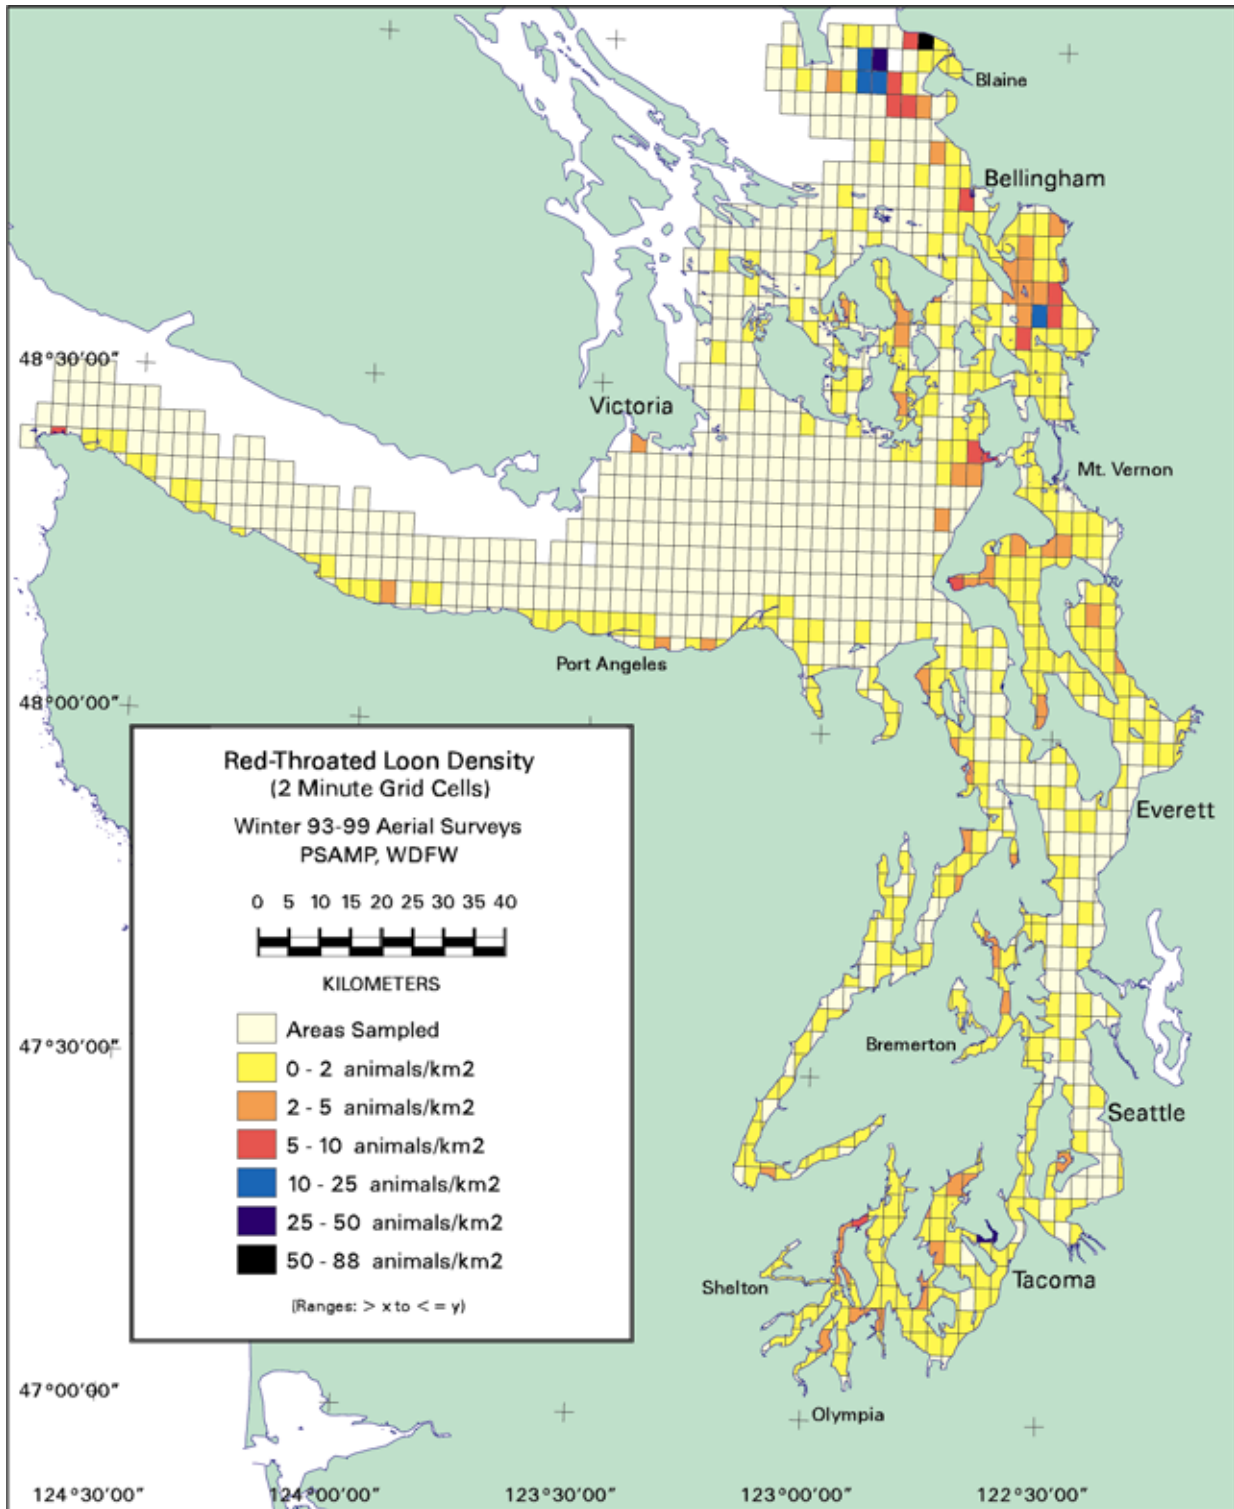 Blaine
Bellingham
48°30'00"
Victoria
Mt. Vernon
Port Angeles
48°00'00"
Red-Throated Loon Density
(2 Minute Grid Cells)
Winter 93-99 Aerial Surveys
PSAMP, WDFW
0 5 10 15 20 25 30 35 40
KILOMETERS
Areas Sampled
0 - 2 animals/km2
2 - 5 animals/km2
5 - 10 animals/km2
10 - 25 animals/km2
25 - 50 animals/km2
50 - 88 animals/km2
(Ranges: > x to < = y)
Everett
47°30'00"
Bremerton
Seattle
Shelton
Tacoma
47°00'00"
Olympia
124°30'00" 124°00'00" 123°30'00" 123°00'00" 122°30'00"